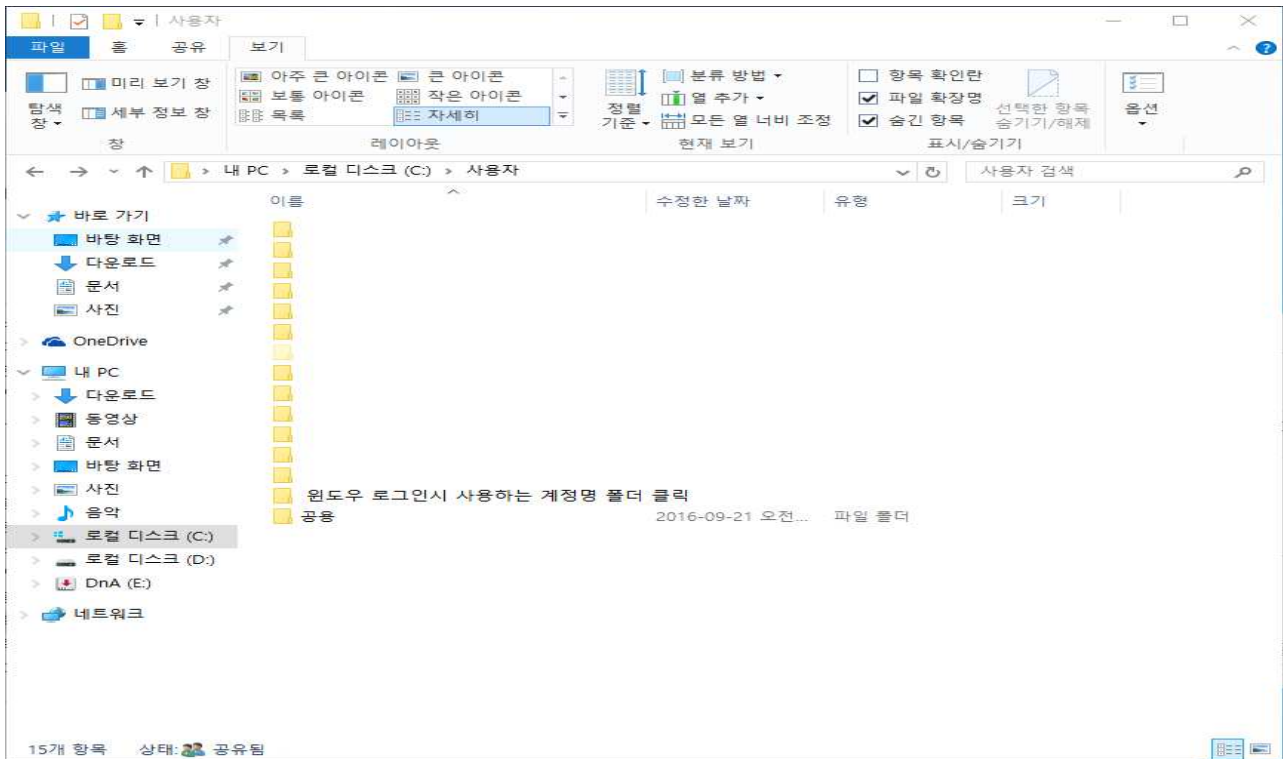 사용자
파일 홈 공유 보기
탐색 창 미리 보기 창 세부 정보 창
아주 큰 아이콘 큰 아이콘
보통 아이콘 작은 아이콘
목록 자세히
정렬 기준 분류 방법 열 추가 모든 열 너비 조정
항목 확인란
파일 확장명
숨긴 항목
선택한 항목 숨기기/해제
옵션
창 레이아웃 현재 보기 표시/숨기기
내 PC > 로컬 디스크 (C:) > 사용자 사용자 검색
이름 수정한 날짜 유형 크기
바로 가기
바탕 화면
다운로드
문서
사진
OneDrive
내 PC
다운로드
동영상
문서
바탕 화면
사진
음악
로컬 디스크 (C:)
로컬 디스크 (D:)
DnA (E:)
네트워크
윈도우 로그인시 사용하는 계정명 폴더 클릭
공용 2016-09-21 오전... 파일 폴더
15개 항목 상태: 공유됨